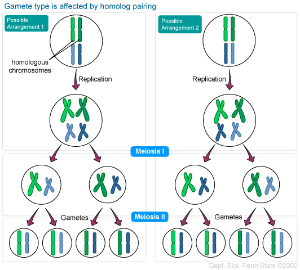 Gamete type is affected by homolog pairing
Possible
Arrangement 1
homologous
chromosomes
Replication
Possible
Arrangement 2
Replication
Meiosis I
Gametes
Meiosis II
Gametes
Dept. Biol. Penn State ©2002